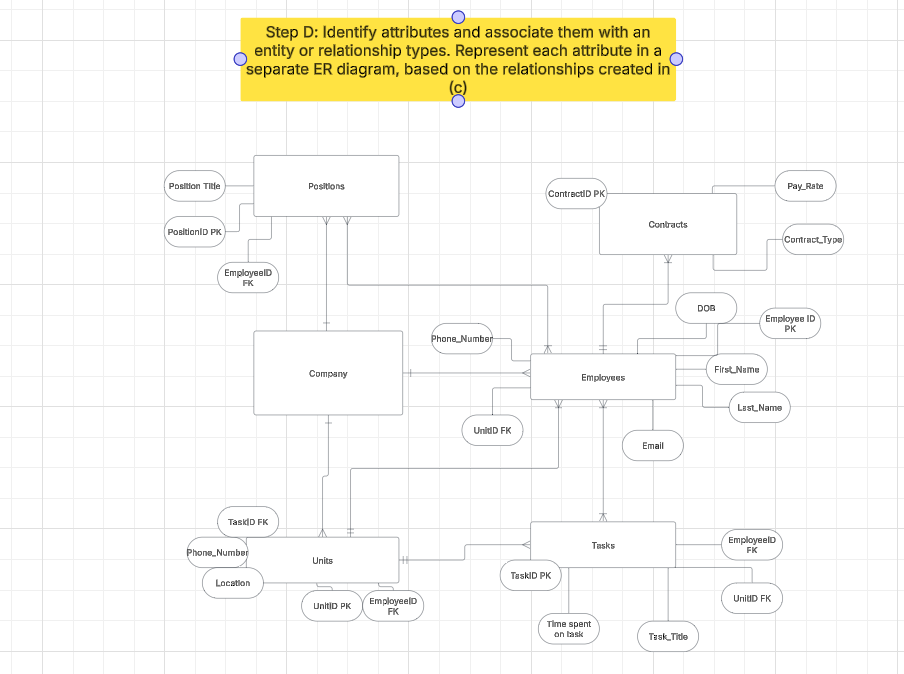 Step D: Identify attributes and associate them with an
entity or relationship types. Represent each attribute in a
separate ER diagram, based on the relationships created in
(c)
Position Title
Positions
PositionID PK
EmployeeID
FK
ContractID PK
Pay_Rate
Contracts
Contract_Type
DOB
Employee ID
PK
Phone_Number
Company
Employees
First_Name
Last_Name
UnitID FK
Email
TaskID FK
Phone_Number
Units
Location
UnitID PK
EmployeeID
FK
Tasks
EmployeeID
FK
TaskID PK
UnitID FK
Time spent
on task
Task_Title